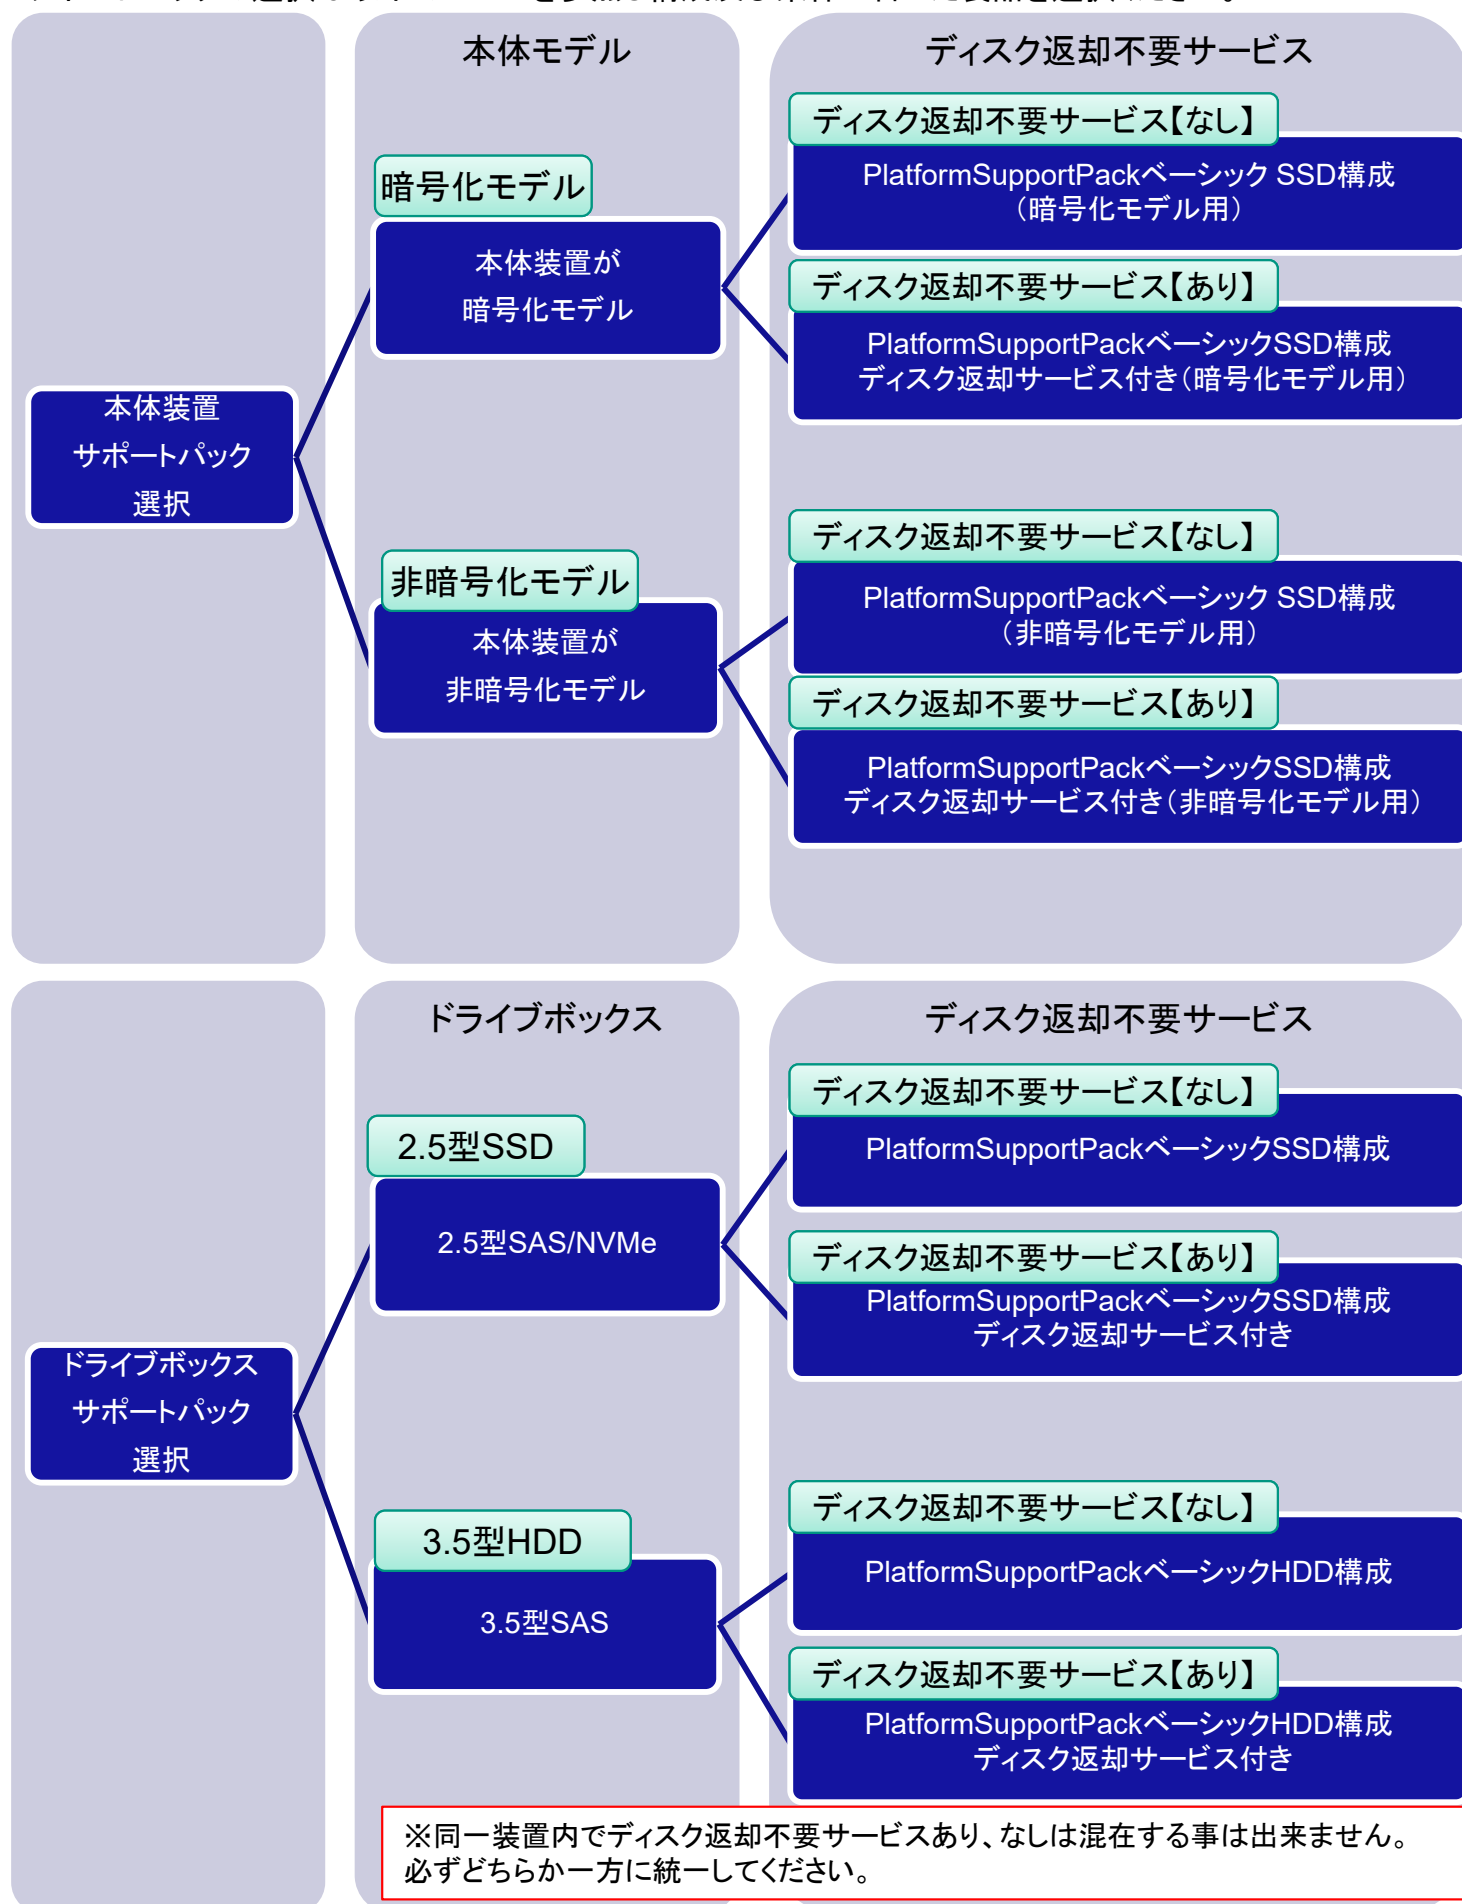 本体モデル
ディスク返却不要サービス
ディスク返却不要サービス【なし】
PlatformSupportPackベーシック SSD構成
（暗号化モデル用）
暗号化モデル
本体装置が
暗号化モデル
ディスク返却不要サービス【あり】
PlatformSupportPackベーシックSSD構成
ディスク返却サービス付き（暗号化モデル用）
本体装置
サポートパック
選択
ディスク返却不要サービス【なし】
PlatformSupportPackベーシック SSD構成
（非暗号化モデル用）
非暗号化モデル
本体装置が
非暗号化モデル
ディスク返却不要サービス【あり】
PlatformSupportPackベーシックSSD構成
ディスク返却サービス付き（非暗号化モデル用）
ドライブボックス
ディスク返却不要サービス
ディスク返却不要サービス【なし】
PlatformSupportPackベーシックSSD構成
2.5型SSD
2.5型SAS/NVMe
ディスク返却不要サービス【あり】
PlatformSupportPackベーシックSSD構成
ディスク返却サービス付き
ドライブボックス
サポートパック
選択
ディスク返却不要サービス【なし】
PlatformSupportPackベーシックHDD構成
3.5型HDD
3.5型SAS
ディスク返却不要サービス【あり】
PlatformSupportPackベーシックHDD構成
ディスク返却サービス付き
※同一装置内でディスク返却不要サービスあり、なしは混在する事は出来ません。
必ずどちらか一方に統一してください。